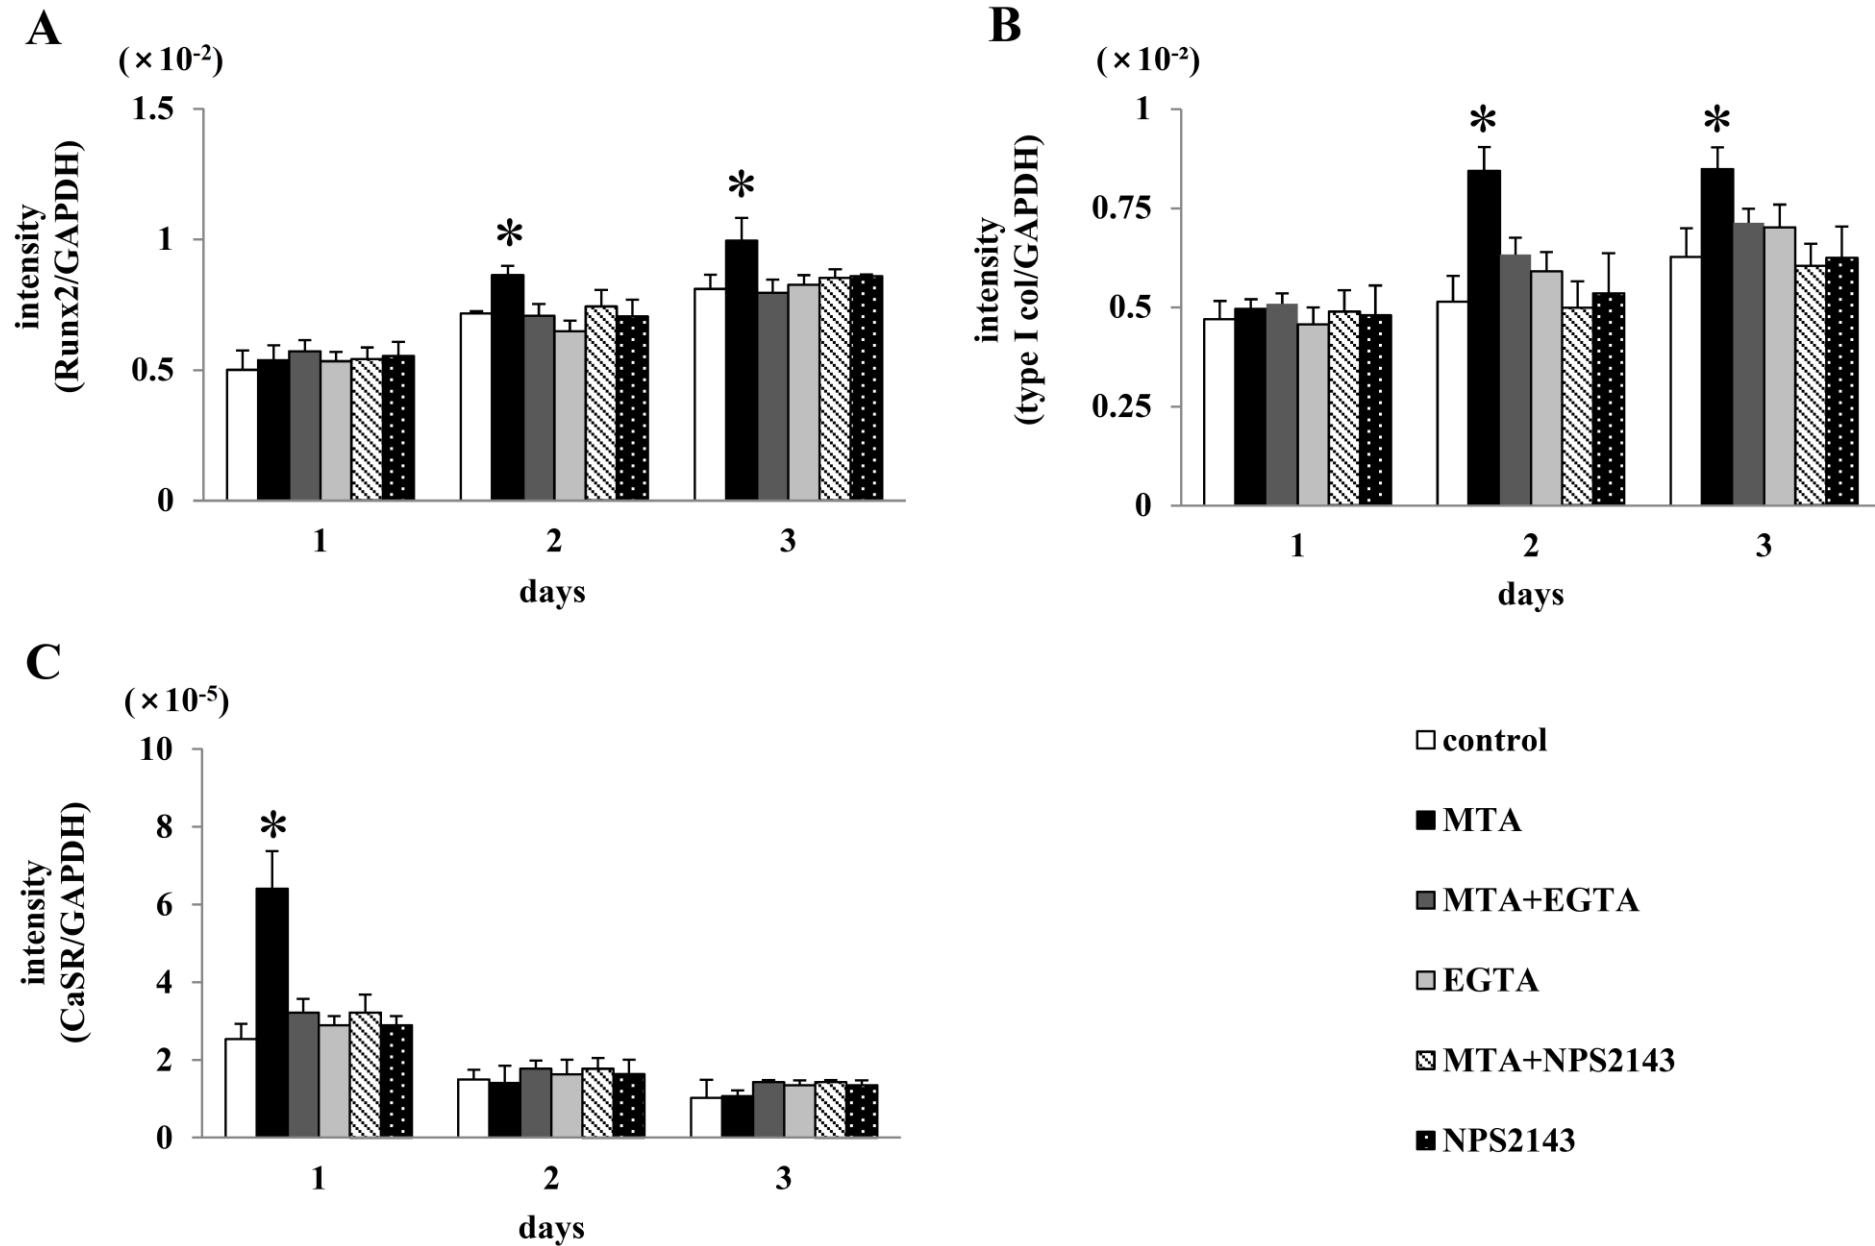 A
(×10⁻²)
1.5
1
0.5
0
intensity
(Runx2/GAPDH)
*
*
1 2 3
days
B
(×10⁻²)
1
0.75
0.5
0.25
0
intensity
(type I col/GAPDH)
*
*
1 2 3
days
C
(×10⁻⁵)
10
8
6
4
2
0
intensity
(CaSR/GAPDH)
*
1 2 3
days
control
MTA
MTA+EGTA
EGTA
MTA+NPS2143
NPS2143